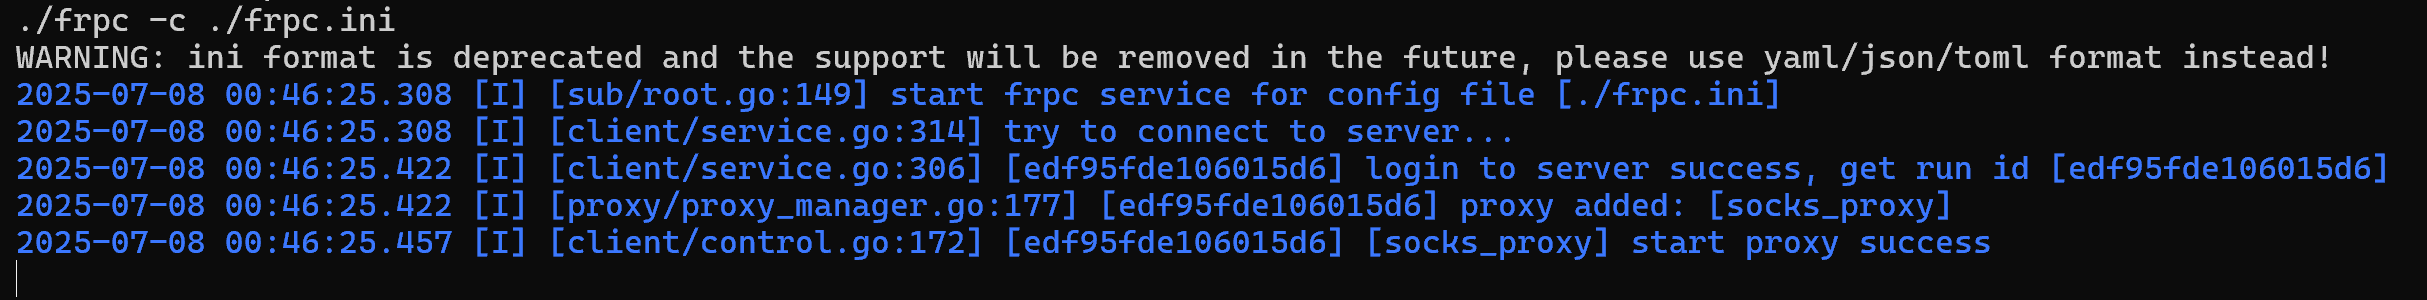 ./frpc -c ./frpc.ini
WARNING: ini format is deprecated and the support will be removed in the future, please use yaml/json/toml format instead!
2025-07-08 00:46:25.308 [I] [sub/root.go:149] start frpc service for config file [./frpc.ini]
2025-07-08 00:46:25.308 [I] [client/service.go:314] try to connect to server...
2025-07-08 00:46:25.422 [I] [client/service.go:306] [edf95fde106015d6] login to server success, get run id [edf95fde106015d6]
2025-07-08 00:46:25.422 [I] [proxy/proxy_manager.go:177] [edf95fde106015d6] proxy added: [socks_proxy]
2025-07-08 00:46:25.457 [I] [client/control.go:172] [edf95fde106015d6] [socks_proxy] start proxy success